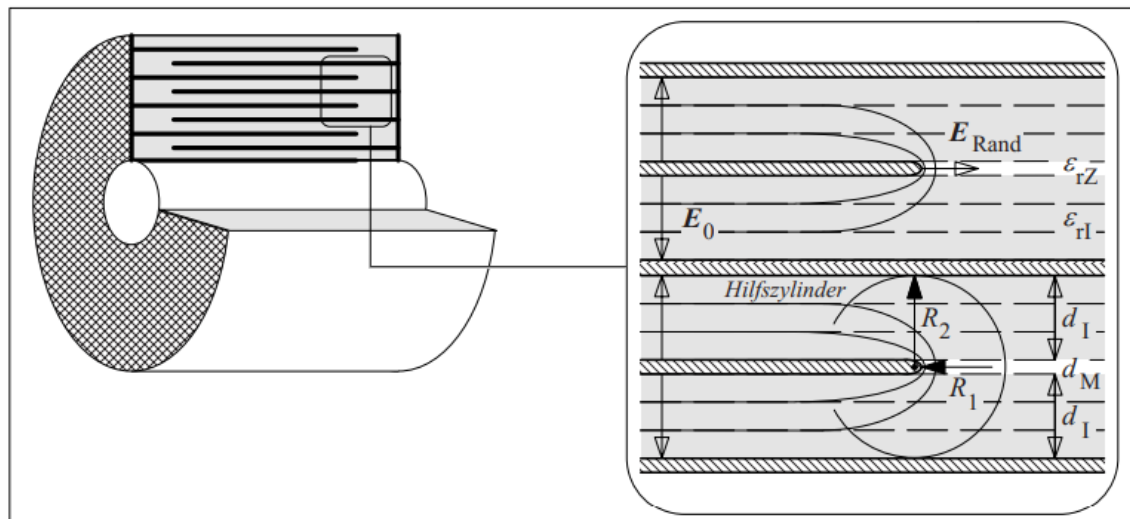 E Rand
ε rZ
E 0
ε rI
Hilfszylinder
R 2
d I
d M
R 1
d I